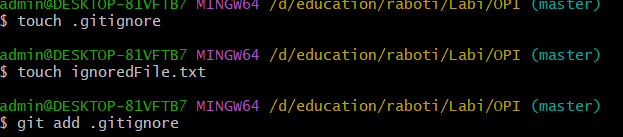 admin@DESKTOP-81VFTB7 MINGW64 /d/education/raboti/Labi/OPI (master)
$ touch .gitignore
admin@DESKTOP-81VFTB7 MINGW64 /d/education/raboti/Labi/OPI (master)
$ touch ignoredFile.txt
admin@DESKTOP-81VFTB7 MINGW64 /d/education/raboti/Labi/OPI (master)
$ git add .gitignore